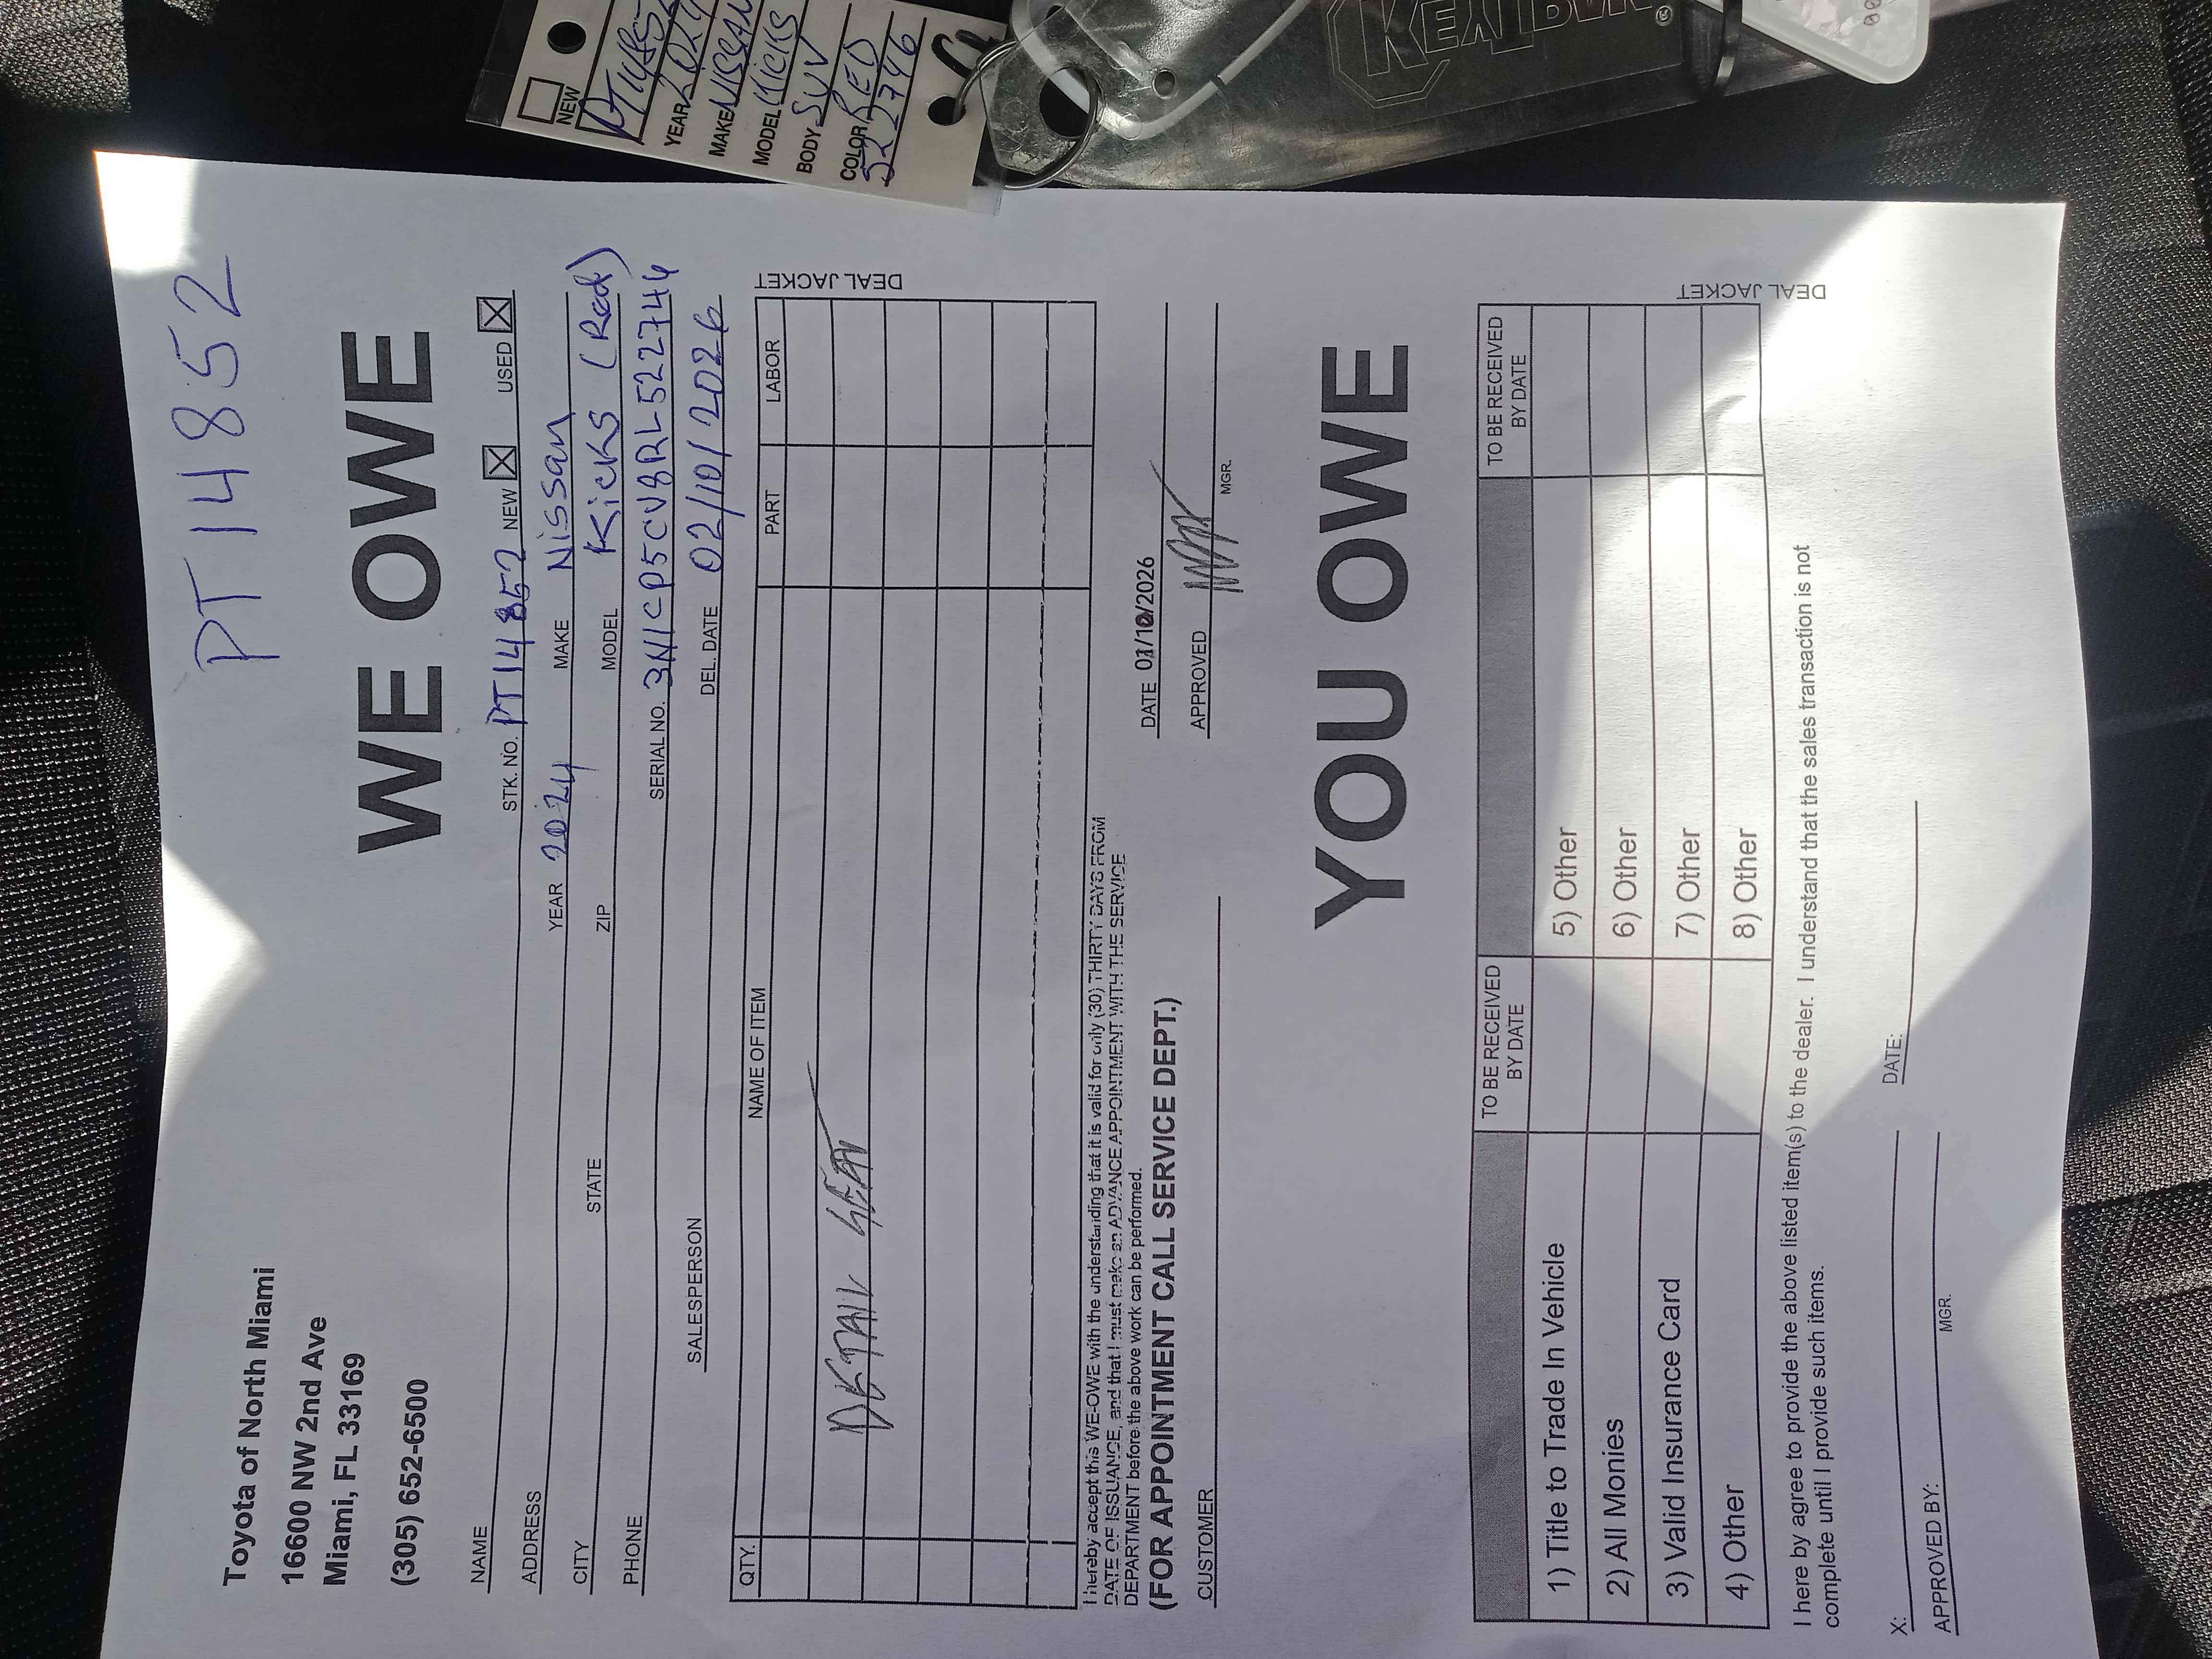 PT14852
Toyota of North Miami
16600 NW 2nd Ave
Miami, FL 33169
(305) 652-6500
WE OWE
NAME STK. NO. PT14852 NEW ☒ USED ☒
ADDRESS YEAR 2024 MAKE Nissan
CITY STATE ZIP MODEL Kicks (Red)
PHONE SERIAL NO. 3N1CP5CV8RL522746
SALESPERSON DEL. DATE 02/10/2026
QTY. NAME OF ITEM PART LABOR
DETAIL SEAT
DEAL JACKET
I hereby accept this WE-OWE with the understanding that it is valid for only (30) THIRTY DAYS FROM
DATE OF ISSUANCE, and that I must make an ADVANCE APPOINTMENT WITH THE SERVICE
DEPARTMENT before the above work can be performed.
(FOR APPOINTMENT CALL SERVICE DEPT.)
DATE
CUSTOMER APPROVED
MGR.
YOU OWE
TO BE RECEIVED BY DATE TO BE RECEIVED BY DATE
1) Title to Trade In Vehicle 5) Other
2) All Monies 6) Other
3) Valid Insurance Card 7) Other
4) Other 8) Other
DEAL JACKET
I here by agree to provide the above listed item(s) to the dealer. I understand that the sales transaction is not
complete until I provide such items.
X: DATE:
APPROVED BY:
MGR.
NEW
YEAR 2024
MAKE NISSAN
MODEL Kicks
BODY SUV
COLOR RED
522746
KEYTRAK®
00